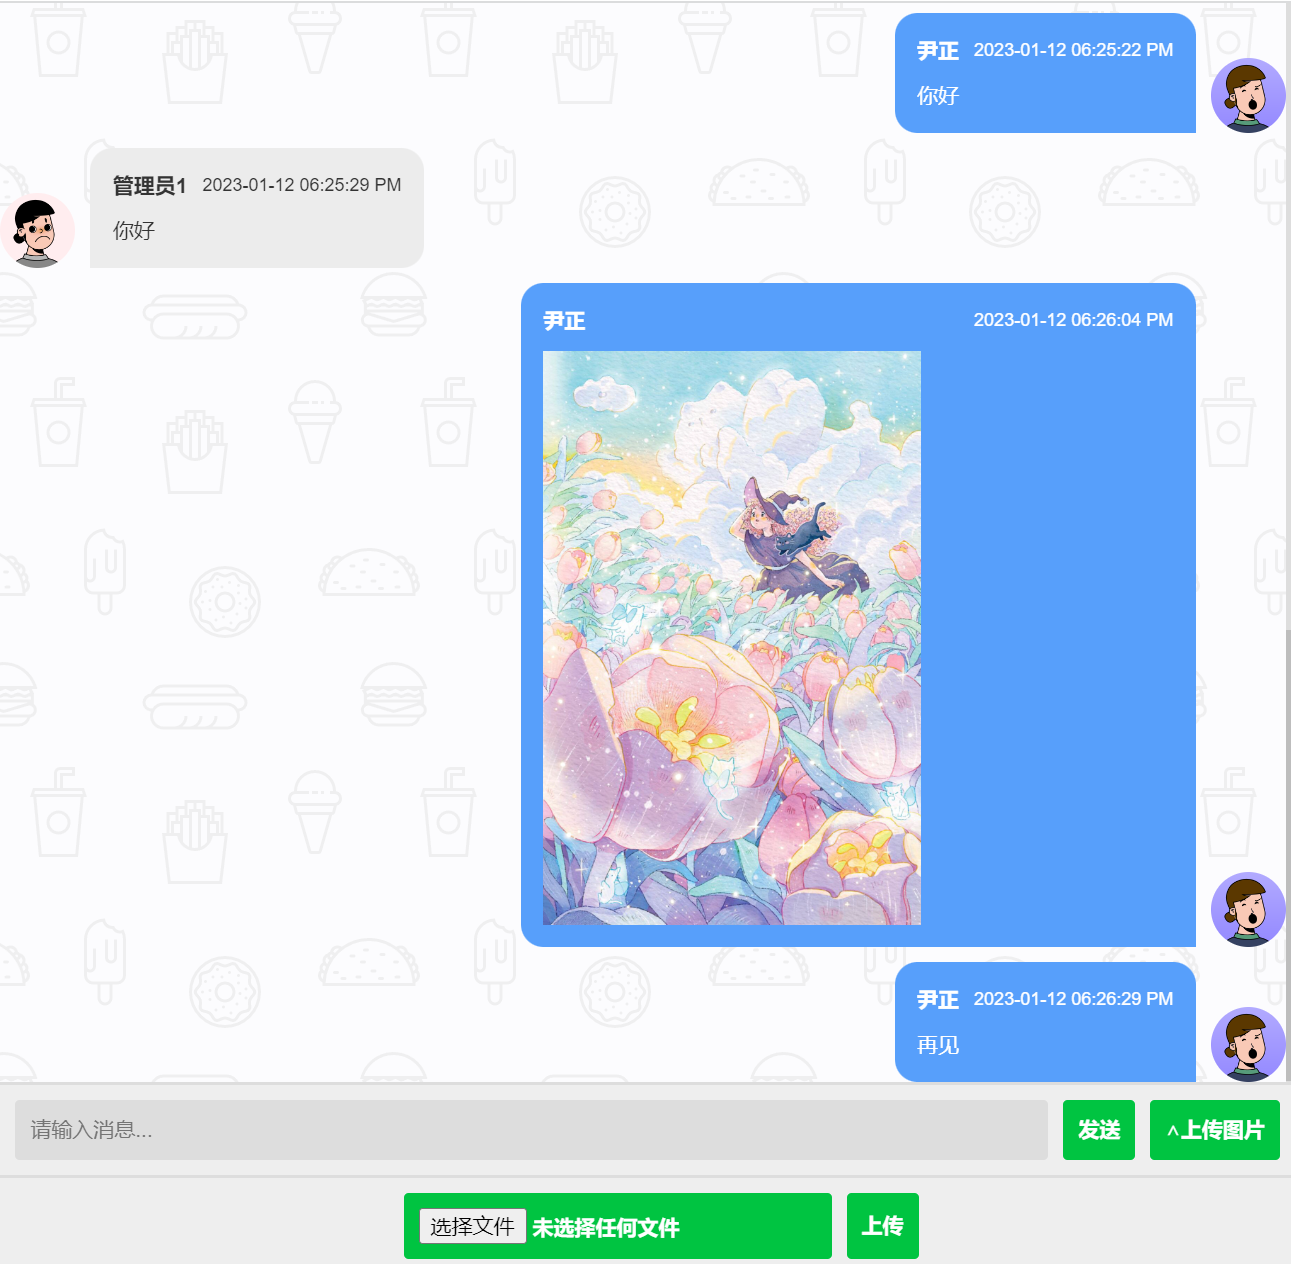 尹正 2023-01-12 06:25:22 PM
你好
管理员1 2023-01-12 06:25:29 PM
你好
尹正 2023-01-12 06:26:04 PM
尹正 2023-01-12 06:26:29 PM
再见
请输入消息... 发送 ^上传图片
选择文件 未选择任何文件 上传